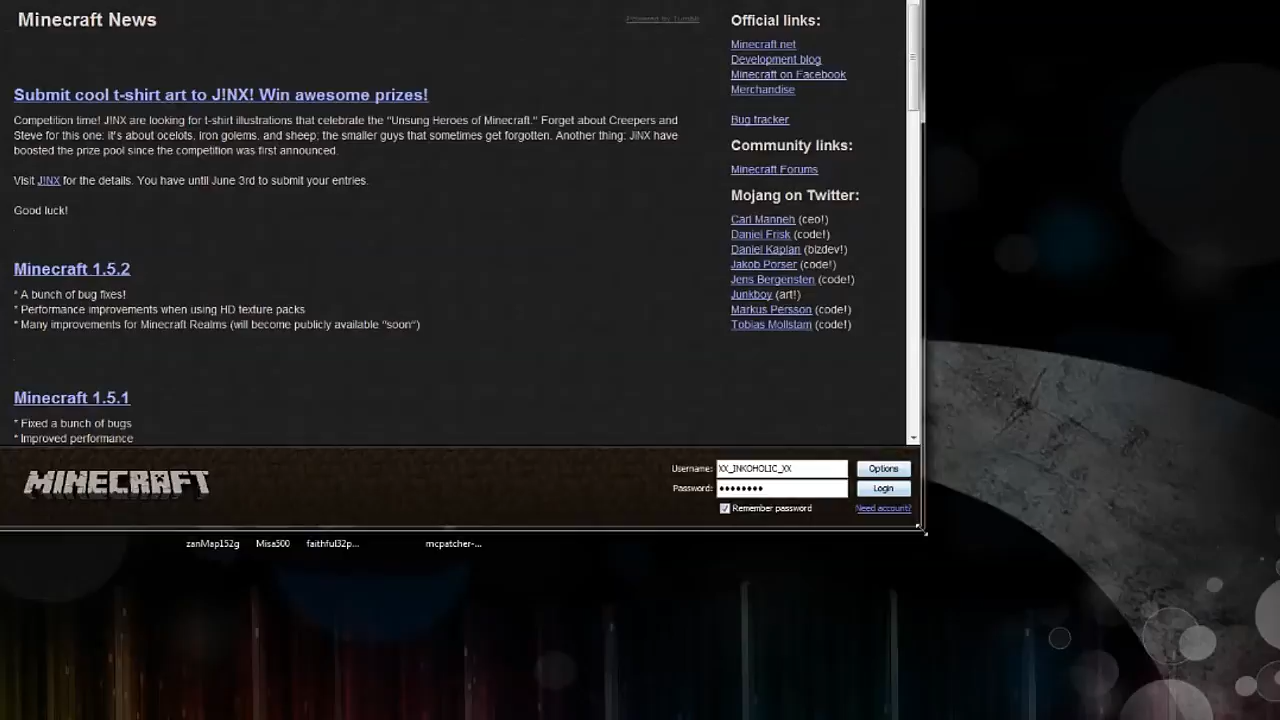 Minecraft News
Powered by Tumblr
Submit cool t-shirt art to J!NX! Win awesome prizes!
Competition time! J!NX are looking for t-shirt illustrations that celebrate the "Unsung Heroes of Minecraft." Forget about Creepers and
Steve for this one: it's about ocelots, iron golems, and sheep; the smaller guys that sometimes get forgotten. Another thing: J!NX have
boosted the prize pool since the competition was first announced.
Visit J!NX for the details. You have until June 3rd to submit your entries.
Good luck!
Minecraft 1.5.2
* A bunch of bug fixes!
* Performance improvements when using HD texture packs
* Many improvements for Minecraft Realms (will become publicly available "soon")
Minecraft 1.5.1
* Fixed a bunch of bugs
* Improved performance
Official links:
Minecraft.net
Development blog
Minecraft on Facebook
Merchandise
Bug tracker
Community links:
Minecraft Forums
Mojang on Twitter:
Carl Manneh (ceo!)
Daniel Frisk (code!)
Daniel Kaplan (bizdev!)
Jakob Porser (code!)
Jens Bergensten (code!)
Junkboy (art!)
Markus Persson (code!)
Tobias Mollstam (code!)
MINECRAFT
Username: XX_INKOHOLIC_XX Options
Password: ●●●●●●●● Login
Remember password Need account?
zanMap152g Misa500 faithful32p... mcpatcher-...